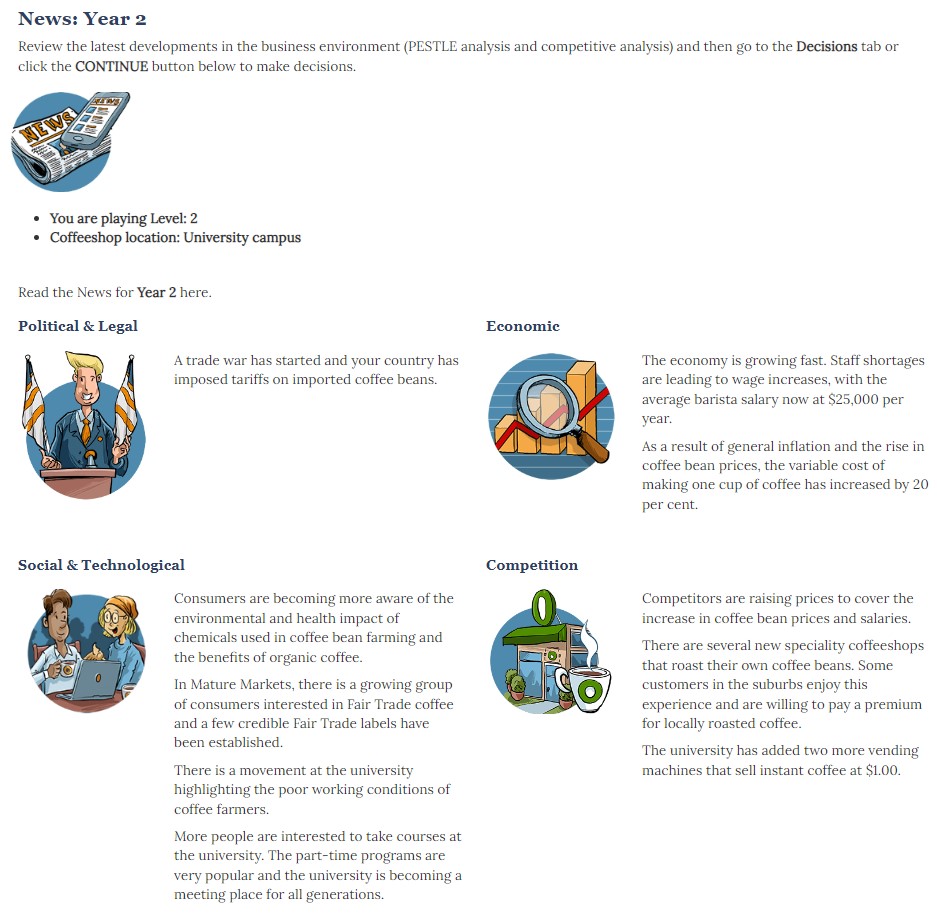 News: Year 2
Review the latest developments in the business environment (PESTLE analysis and competitive analysis) and then go to the Decisions tab or
click the CONTINUE button below to make decisions.
NEWS
NEWS
You are playing Level: 2
Coffeeshop location: University campus
Read the News for Year 2 here.
Political & Legal
A trade war has started and your country has
imposed tariffs on imported coffee beans.
Economic
The economy is growing fast. Staff shortages
are leading to wage increases, with the
average barista salary now at $25,000 per
year.
As a result of general inflation and the rise in
coffee bean prices, the variable cost of
making one cup of coffee has increased by 20
per cent.
Social & Technological
Consumers are becoming more aware of the
environmental and health impact of
chemicals used in coffee bean farming and
the benefits of organic coffee.
In Mature Markets, there is a growing group
of consumers interested in Fair Trade coffee
and a few credible Fair Trade labels have
been established.
There is a movement at the university
highlighting the poor working conditions of
coffee farmers.
More people are interested to take courses at
the university. The part-time programs are
very popular and the university is becoming a
meeting place for all generations.
Competition
Competitors are raising prices to cover the
increase in coffee bean prices and salaries.
There are several new speciality coffeeshops
that roast their own coffee beans. Some
customers in the suburbs enjoy this
experience and are willing to pay a premium
for locally roasted coffee.
The university has added two more vending
machines that sell instant coffee at $1.00.